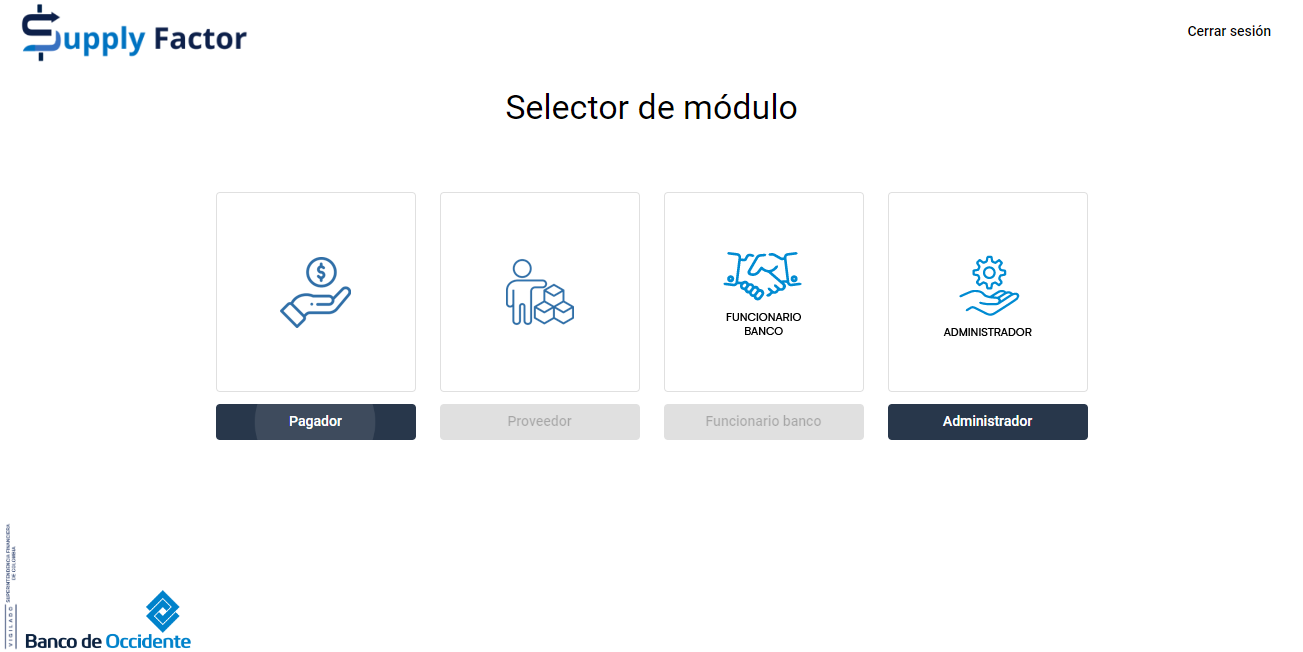 Supply Factor
Cerrar sesión
Selector de módulo
FUNCIONARIO
BANCO
ADMINISTRADOR
Pagador
Proveedor
Funcionario banco
Administrador
VIGILADO SUPERINTENDENCIA FINANCIERA
DE COLOMBIA
Banco de Occidente